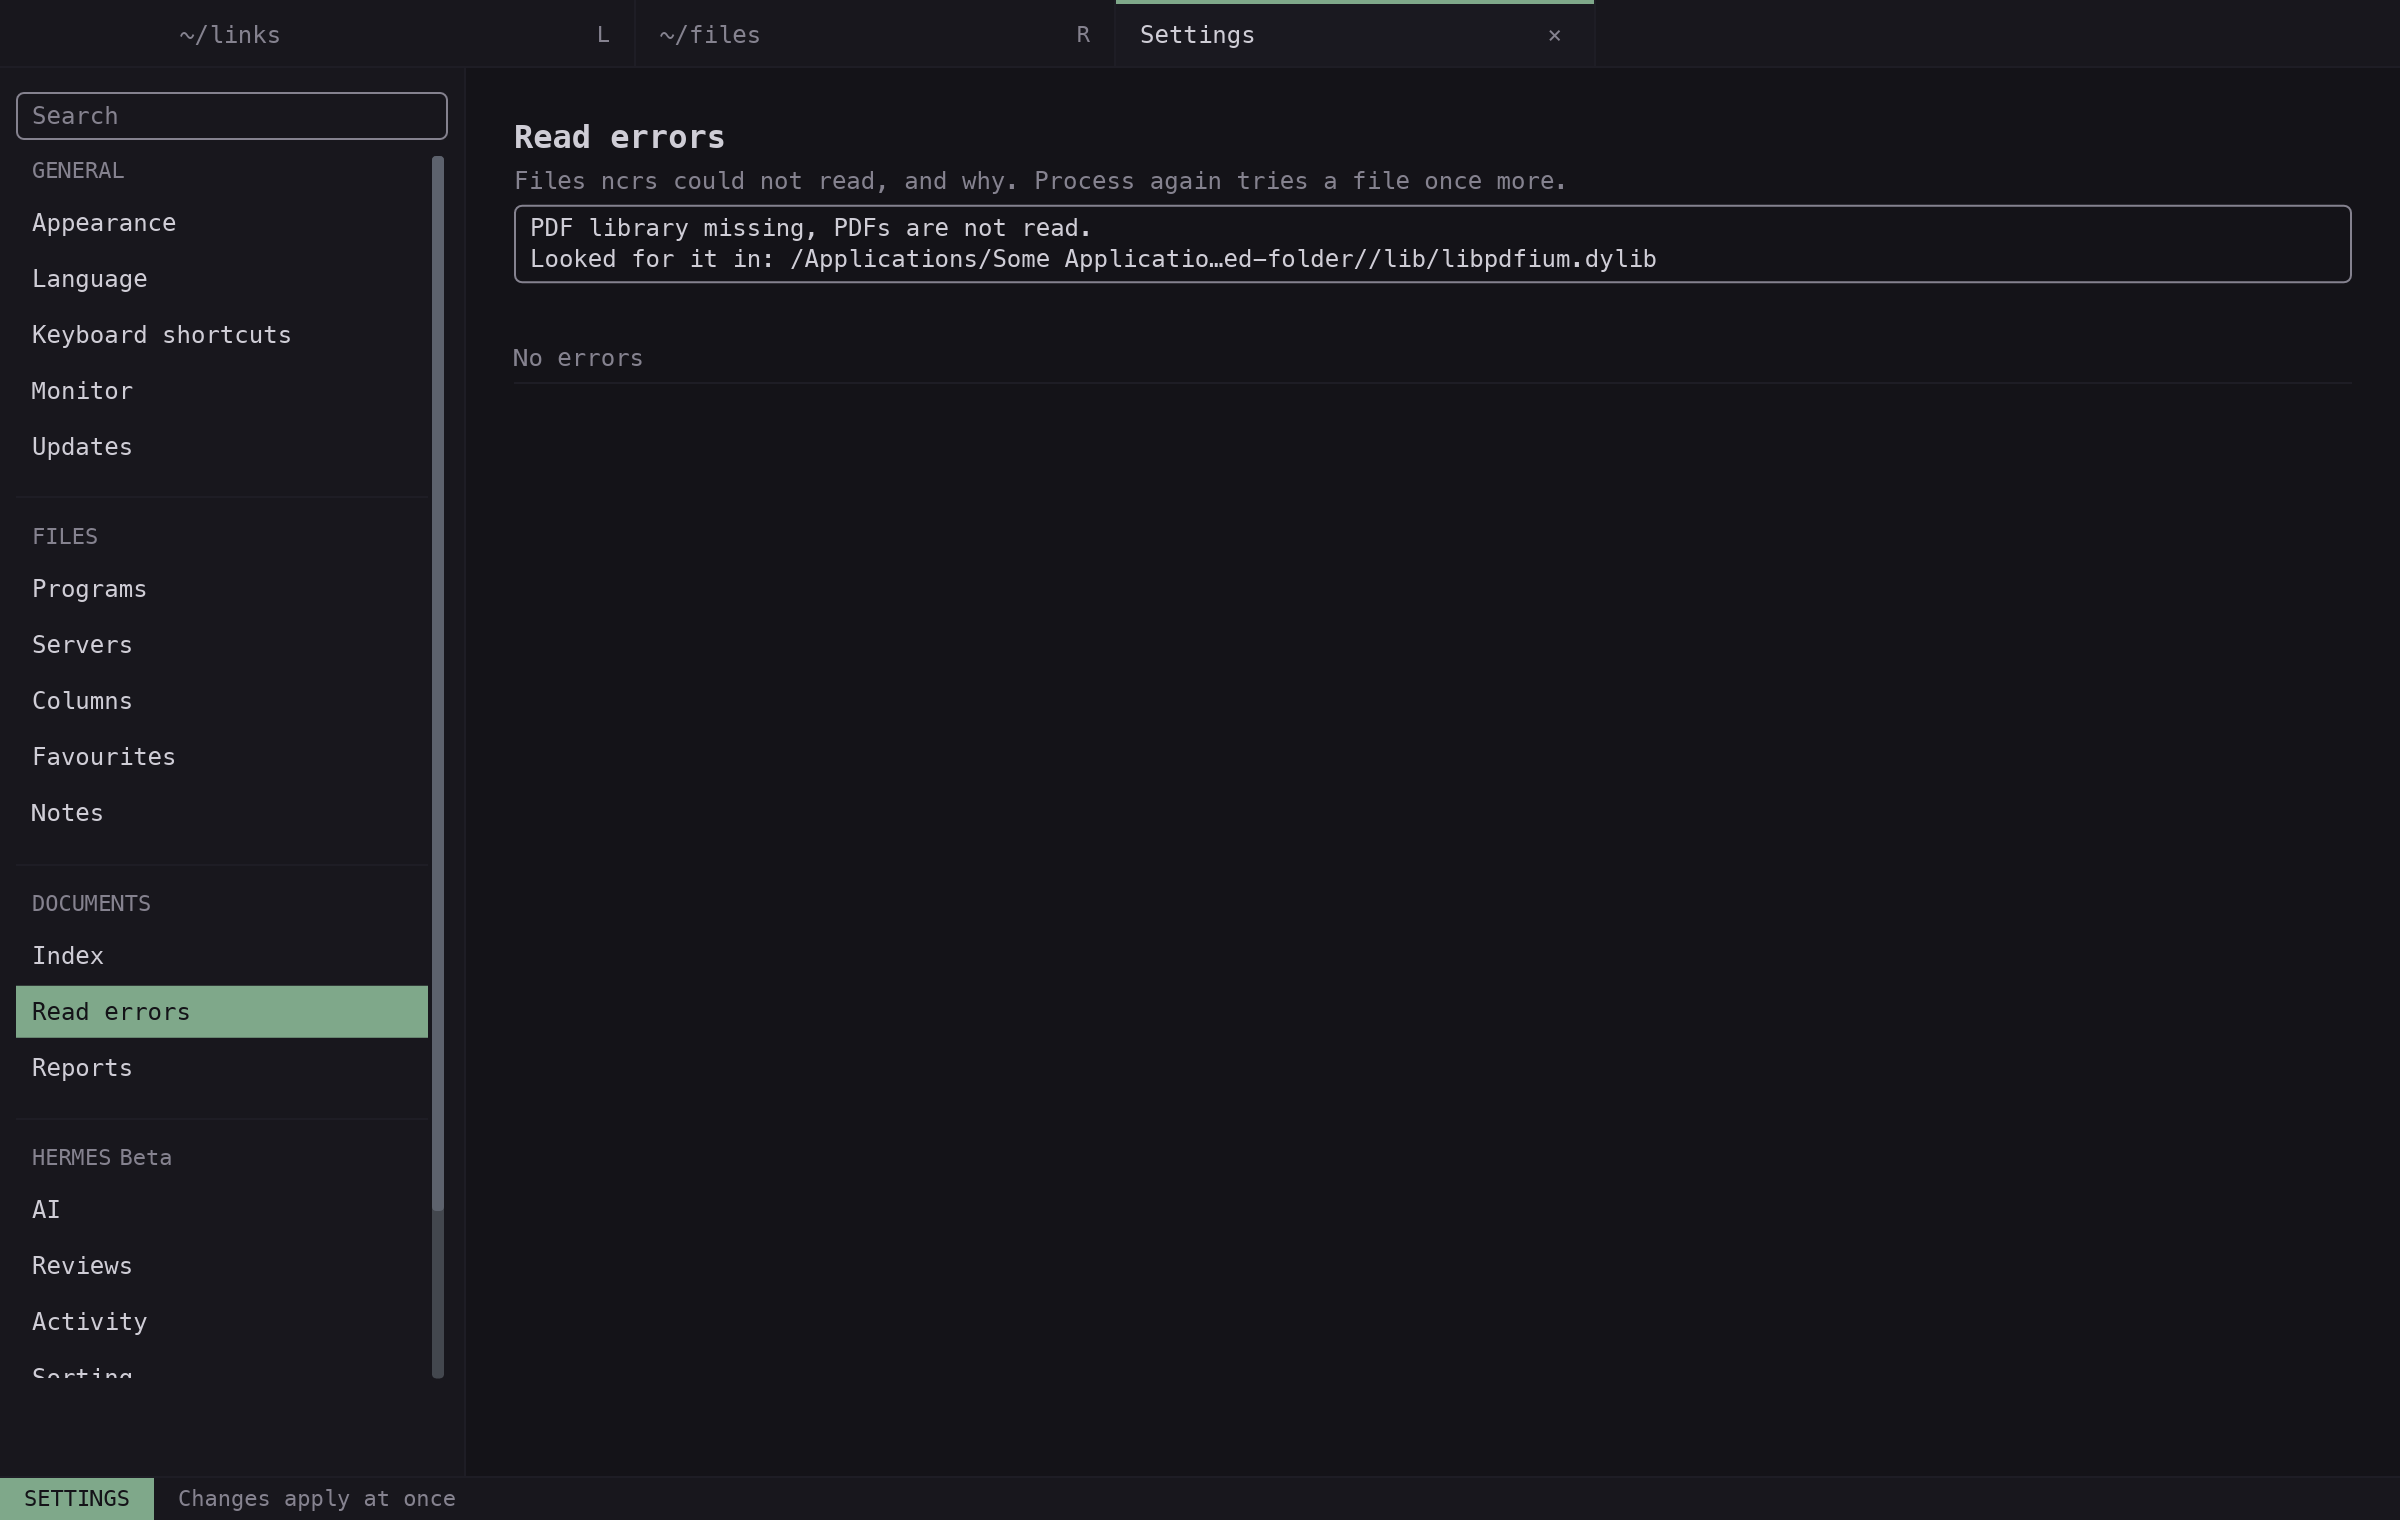 ~/links L ~/files R Settings ×
Search
GENERAL
Appearance
Language
Keyboard shortcuts
Monitor
Updates
FILES
Programs
Servers
Columns
Favourites
Notes
DOCUMENTS
Index
Read errors
Reports
HERMES Beta
AI
Reviews
Activity
Sorting
Read errors
Files ncrs could not read, and why. Process again tries a file once more.
PDF library missing, PDFs are not read.
Looked for it in: /Applications/Some Applicatio…ed-folder//lib/libpdfium.dylib
No errors
SETTINGS Changes apply at once